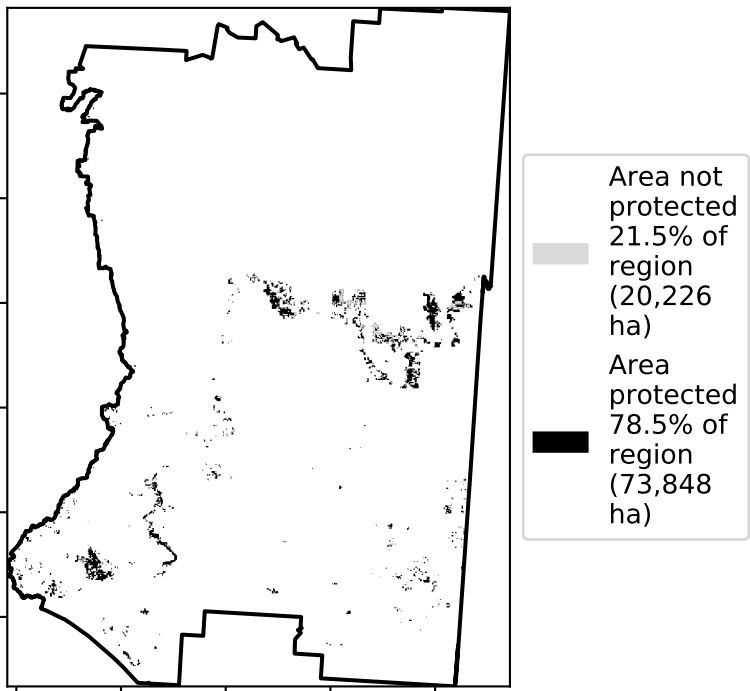 Area not
protected
21.5% of
region
(20,226
ha)
Area
protected
78.5% of
region
(73,848
ha)